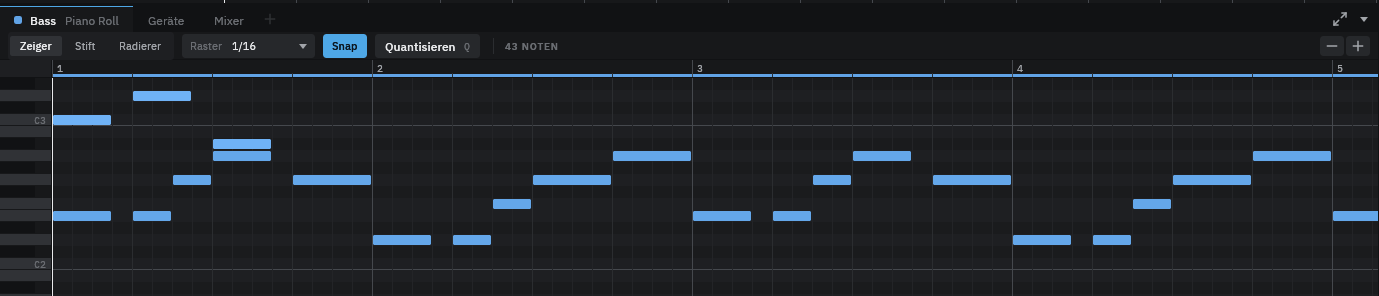 Bass Piano Roll Geräte Mixer +
Zeiger Stift Radierer Raster 1/16 Snap Quantisieren Q 43 NOTEN
1 2 3 4 5
C3
C2